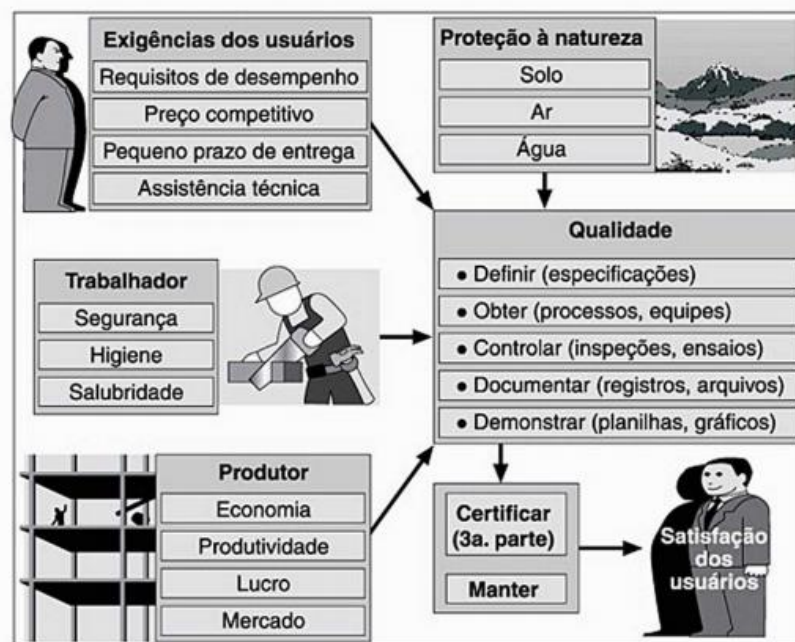 Exigências dos usuários
Requisitos de desempenho
Preço competitivo
Pequeno prazo de entrega
Assistência técnica
Proteção à natureza
Solo
Ar
Água
Trabalhador
Segurança
Higiene
Salubridade
Qualidade
• Definir (especificações)
• Obter (processos, equipes)
• Controlar (inspeções, ensaios)
• Documentar (registros, arquivos)
• Demonstrar (planilhas, gráficos)
Produtor
Economia
Produtividade
Lucro
Mercado
Certificar
(3a. parte)
Manter
Satisfação
dos
usuários